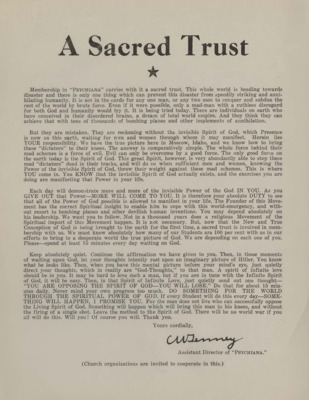 A Sacred Trust
Membership in "PSYCHIANA" carries with it a sacred trust. This whole world is heading towards
disaster and there is only one thing which can prevent this disaster from speedily striking and anni-
hilating humanity. It is not in the cards for any one man, or any two men to conquer and subdue the
rest of the world by brute force. Even if it were possible, only a mad-man with a ruthless disregard
for both God and humanity would try it. It is being tried today. There are individuals on earth who
have conceived in their disordered brains, a dream of total world empire. And they think they can
achieve that with tens of thousands of bombing planes and other implements of annihilation.
But they are mistaken. They are reckoning without the invisible Spirit of God, which Presence
is now on this earth, waiting for men and women through whom it may manifest. Herein lies
YOUR responsibility. We have the true picture here in Moscow, Idaho, and we know how to bring
these "dictators" to their knees. The answer is comparatively simple. The whole force behind their
mad schemes is a force of evil. Evil can only be overcome by a good force. The only good force on
the earth today is the Spirit of God. This great Spirit, however, is very abundantly able to stop these
mad "dictators" dead in their tracks, and will do so when sufficient men and women, knowing the
Power of the invisible Spirit of God, throw their weight against these mad schemes. This is where
YOU come in. You KNOW that the invisible Spirit of God actually exists, and the exercises you are
doing are manifesting that Power in your life.
Each day will demonstrate more and more of the invisible Power of the God IN YOU. As you
GIVE OUT that Power—MORE WILL COME TO YOU. It is therefore your absolute DUTY to see
that all of the Power of God possible is allowed to manifest in your life. The Founder of this Move-
ment has the correct Spiritual insight to enable him to cope with this world-emergency, and with-
out resort to bombing planes and other devilish human inventions. You may depend absolutely on
his leadership. We want you to follow. Not in a thousand years does a religious Movement of the
Spiritual import of this Movement happen. It is not necessary. But, now that the New and True
Conception of God is being brought to the earth for the first time, a sacred trust is involved in mem-
bership with us. We must know absolutely how many of our Students are 100 per cent with us in our
efforts to bring to a desperate world the true picture of God. We are depending on each one of you.
Please—spend at least 15 minutes every day waiting on God.
Keep absolutely quiet. Continue the affirmation we have given to you. Then, in those moments
of waiting upon God, let your thoughts intently rest upon an imaginary picture of Hitler. You know
what he looks like. Then, when you have this mental picture before your mind's eye, just quietly
direct your thoughts, which in reality are "God-Thoughts," to that man. A spirit of
should be in you. It may be hard to love such a man, but if you are in tune with the Infinite Spirit
of God, it will be easy. Then, in that Spirit of Infinite Love, just quietly send out one thought
"YOU ARE OPPOSING THE SPIRIT OF GOD—YOU WILL LOSE." Do that for about 15 min-
utes daily. Never mind your own progress too much. DO SOMETHING FOR THE WORLD
THROUGH THE SPIRITUAL POWER OF GOD. If every Student will do this every day—SOME-
THING WILL HAPPEN, I PROMISE YOU. For the man does not live who can successfully oppose
the Living Spirit of God. Something will happen which will bring this man to his knees, and without
the firing of a single shot. Leave the method to the Spirit of God. There will be no world war if you
all will do this. Will you? Of course you will. Thank you.
Yours cordially,
Assistant Director of "PSYCHIANA."
(Church organizations are invited to cooperate in this.)